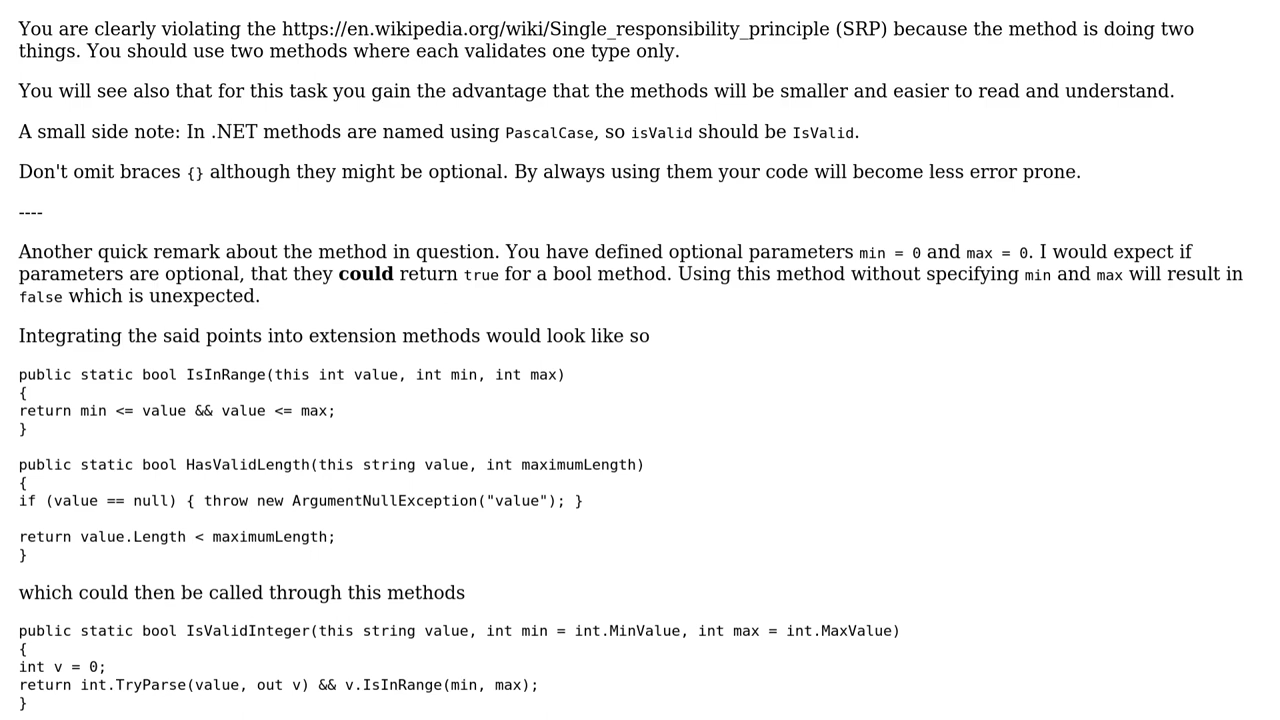 You are clearly violating the https://en.wikipedia.org/wiki/Single_responsibility_principle (SRP) because the method is doing two
things. You should use two methods where each validates one type only.
You will see also that for this task you gain the advantage that the methods will be smaller and easier to read and understand.
A small side note: In .NET methods are named using PascalCase, so isValid should be IsValid.
Don't omit braces {} although they might be optional. By always using them your code will become less error prone.
----
Another quick remark about the method in question. You have defined optional parameters min = 0 and max = 0. I would expect if
parameters are optional, that they could return true for a bool method. Using this method without specifying min and max will result in
false which is unexpected.
Integrating the said points into extension methods would look like so
public static bool IsInRange(this int value, int min, int max)
{
return min <= value && value <= max;
}
public static bool HasValidLength(this string value, int maximumLength)
{
if (value == null) { throw new ArgumentNullException("value"); }
return value.Length < maximumLength;
}
which could then be called through this methods
public static bool IsValidInteger(this string value, int min = int.MinValue, int max = int.MaxValue)
{
int v = 0;
return int.TryParse(value, out v) && v.IsInRange(min, max);
}